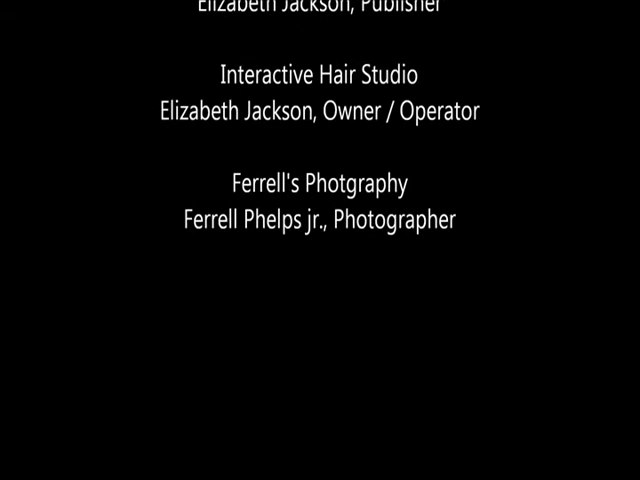 Elizabeth Jackson, Publisher
Interactive Hair Studio
Elizabeth Jackson, Owner / Operator
Ferrell's Photgraphy
Ferrell Phelps jr., Photographer